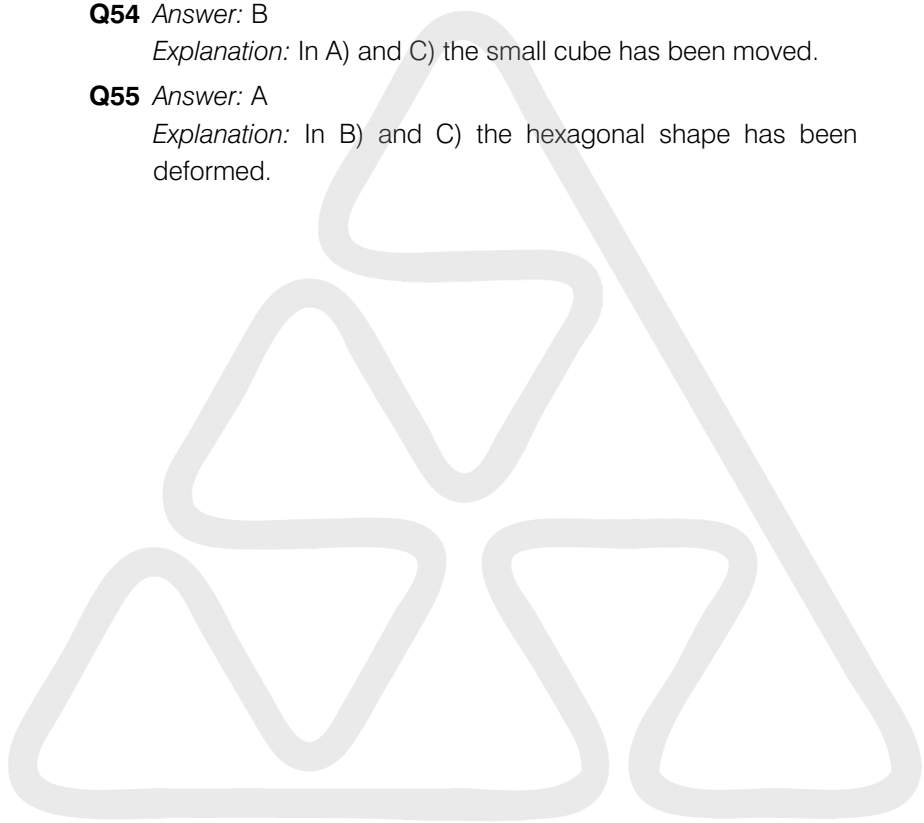 Q54 Answer: B
Explanation: In A) and C) the small cube has been moved.
Q55 Answer: A
Explanation: In B) and C) the hexagonal shape has been
deformed.